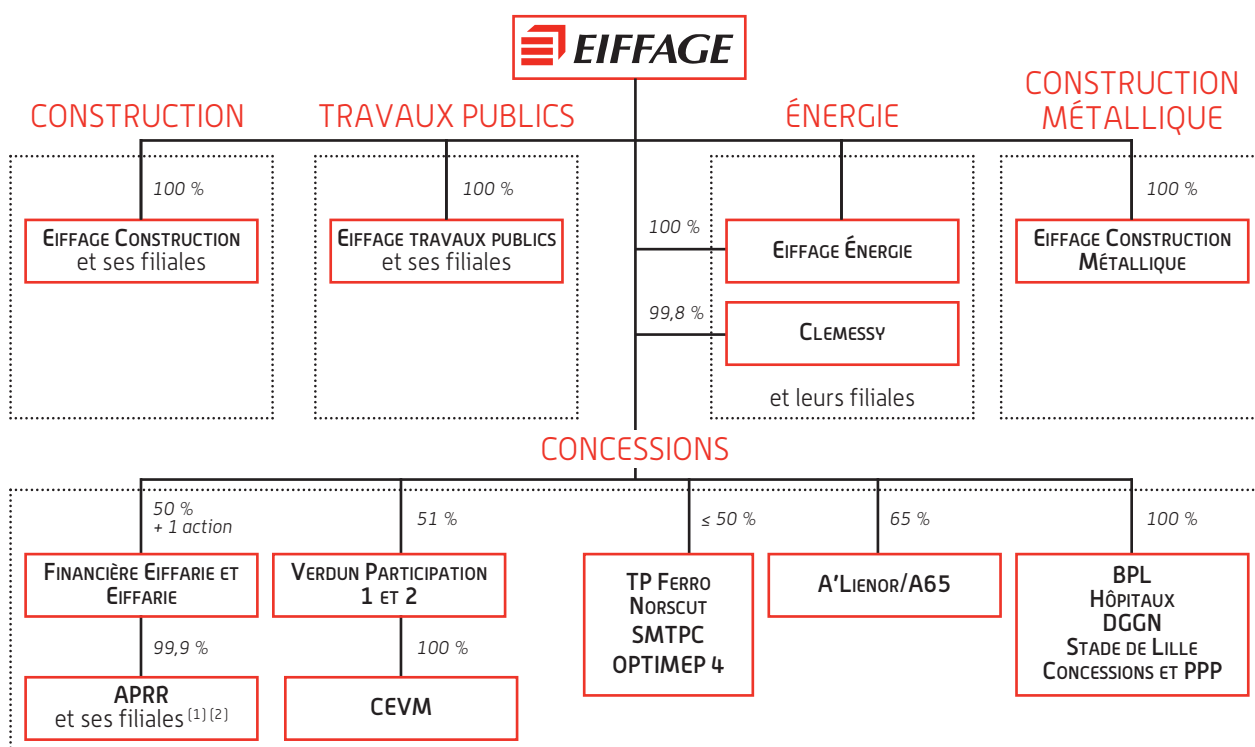 EIFFAGE
CONSTRUCTION
TRAVAUX PUBLICS
ÉNERGIE
CONSTRUCTION
MÉTALLIQUE
100 %
100 %
100 %
EIFFAGE CONSTRUCTION
et ses filiales
EIFFAGE TRAVAUX PUBLICS
et ses filiales
100 %
EIFFAGE ÉNERGIE
EIFFAGE CONSTRUCTION
MÉTALLIQUE
99,8 %
CLEMESSY
et leurs filiales
CONCESSIONS
50 %
+ 1 action
51 %
≤ 50 %
65 %
100 %
FINANCIÈRE EIFFARIE ET
EIFFARIE
VERDUN PARTICIPATION
1 ET 2
TP FERRO
NORSCUT
SMTPC
OPTIMEP 4
A'LIENOR/A65
BPL
HÔPITAUX
DGGN
STADE DE LILLE
CONCESSIONS ET PPP
99,9 %
100 %
APRR
et ses filiales (1) (2)
CEVM